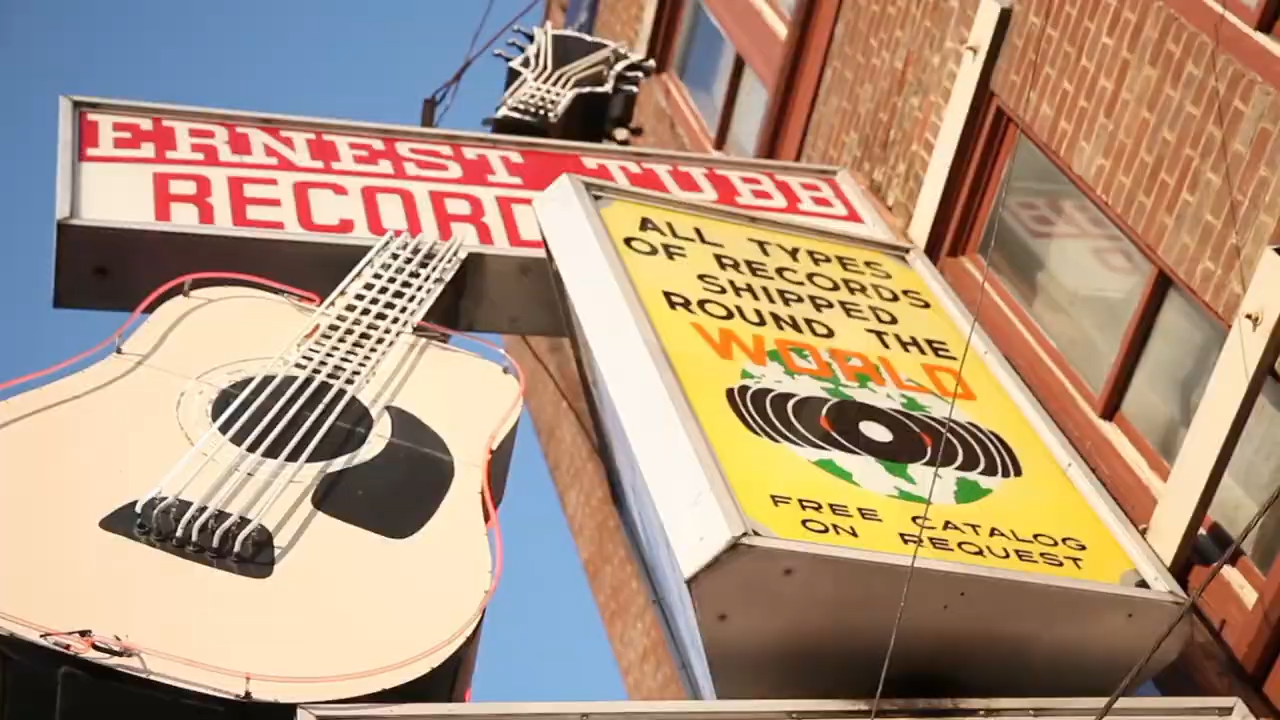 ERNEST TUBB
RECORD
ALL TYPES
OF RECORDS
SHIPPED
ROUND THE
WORLD
FREE CATALOG
ON REQUEST